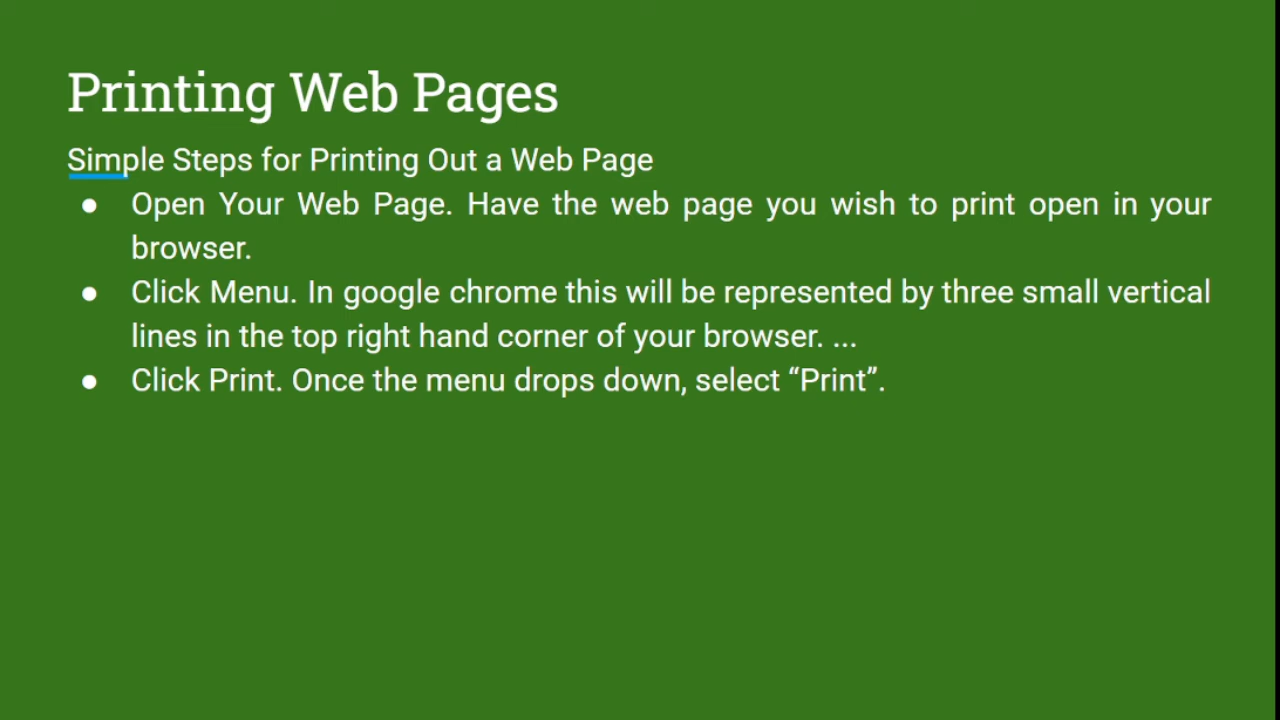 Printing Web Pages
Simple Steps for Printing Out a Web Page
● Open Your Web Page. Have the web page you wish to print open in your
browser.
● Click Menu. In google chrome this will be represented by three small vertical
lines in the top right hand corner of your browser. ...
● Click Print. Once the menu drops down, select “Print”.